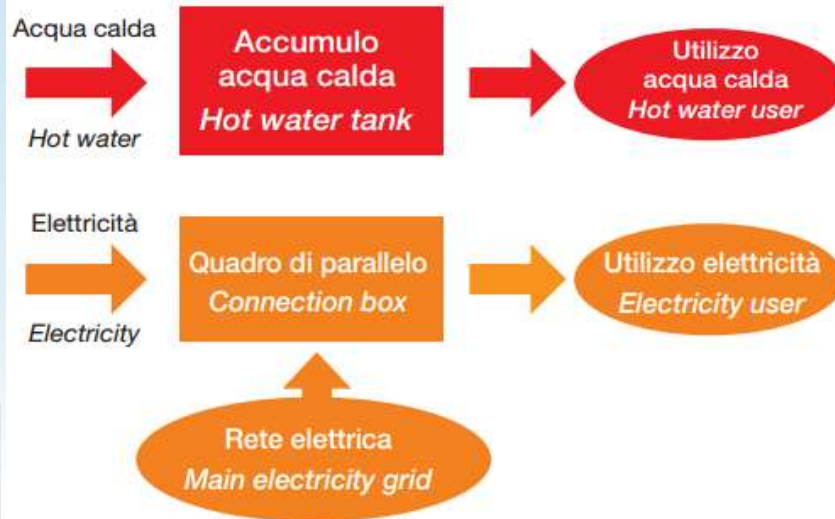 Acqua calda
Hot water
Accumulo
acqua calda
Hot water tank
Utilizzo
acqua calda
Hot water user
Elettricità
Electricity
Quadro di parallelo
Connection box
Utilizzo elettricità
Electricity user
Rete elettrica
Main electricity grid